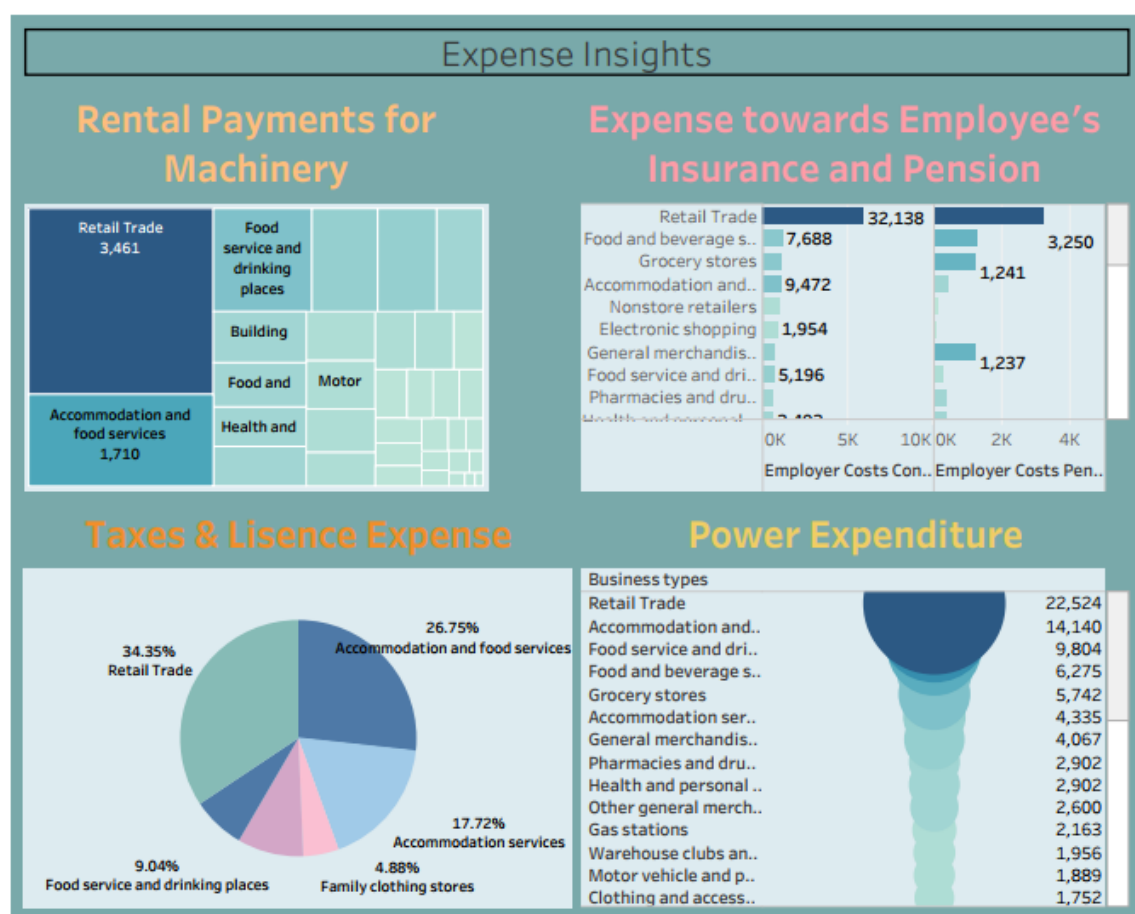 Expense Insights
Rental Payments for
Machinery
Retail Trade
3,461
Food
service and
drinking
places
Building
Food and
Motor
Health and
Accommodation and
food services
1,710
Expense towards Employee's
Insurance and Pension
Retail Trade
32,138
Food and beverage s..
7,688
3,250
Grocery stores
1,241
Accommodation and..
9,472
Nonstore retailers
Electronic shopping
1,954
General merchandis..
1,237
Food service and dri..
5,196
Pharmacies and dru..
0K 5K 10K 0K 2K 4K
Employer Costs Con.. Employer Costs Pen..
Taxes & Lisence Expense
26.75%
Accommodation and food services
34.35%
Retail Trade
17.72%
Accommodation services
9.04%
Food service and drinking places
4.88%
Family clothing stores
Power Expenditure
Business types
Retail Trade 22,524
Accommodation and.. 14,140
Food service and dri.. 9,804
Food and beverage s.. 6,275
Grocery stores 5,742
Accommodation ser.. 4,335
General merchandis.. 4,067
Pharmacies and dru.. 2,902
Health and personal .. 2,902
Other general merch.. 2,600
Gas stations 2,163
Warehouse clubs an.. 1,956
Motor vehicle and p.. 1,889
Clothing and access.. 1,752